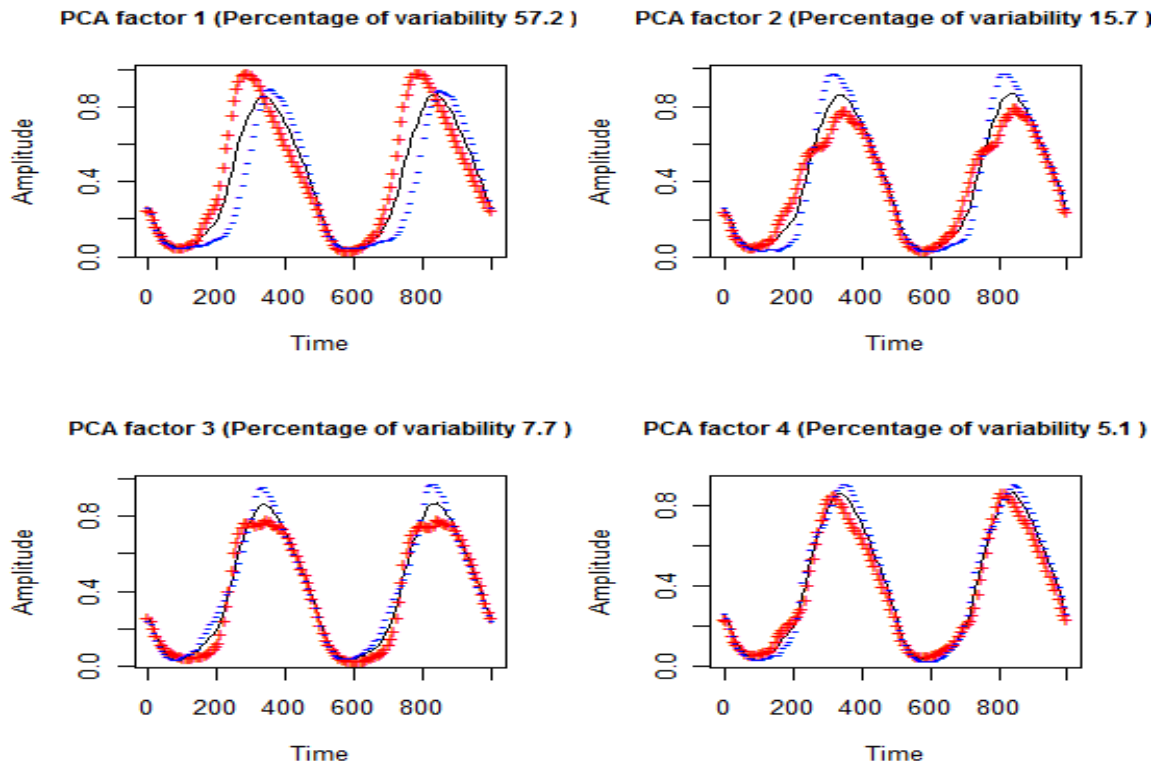 PCA factor 1 (Percentage of variability 57.2 )
Amplitude
0.8
0.4
0.0
0 200 400 600 800
Time
PCA factor 2 (Percentage of variability 15.7 )
Amplitude
0.8
0.4
0.0
0 200 400 600 800
Time
PCA factor 3 (Percentage of variability 7.7 )
Amplitude
0.8
0.4
0.0
0 200 400 600 800
Time
PCA factor 4 (Percentage of variability 5.1 )
Amplitude
0.8
0.4
0.0
0 200 400 600 800
Time